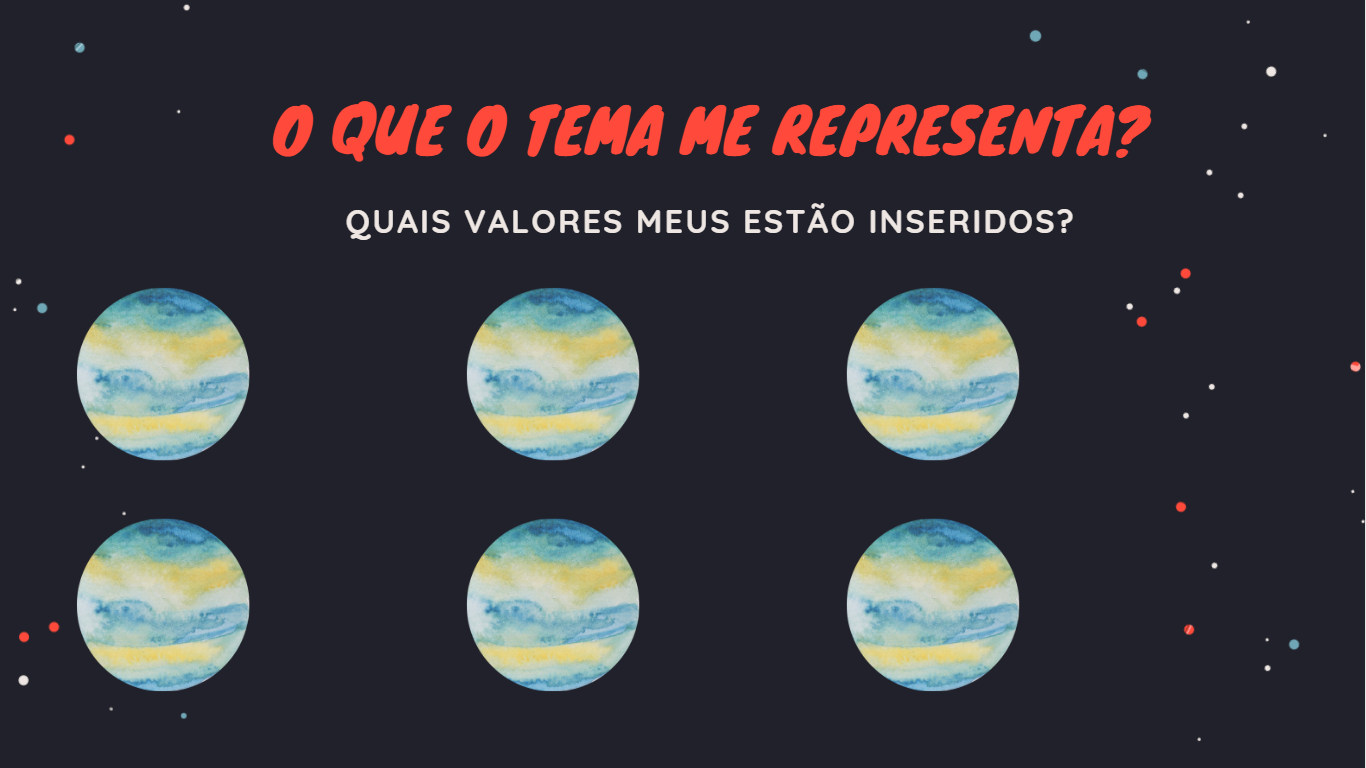 O QUE O TEMA ME REPRESENTA?
QUAIS VALORES MEUS ESTÃO INSERIDOS?